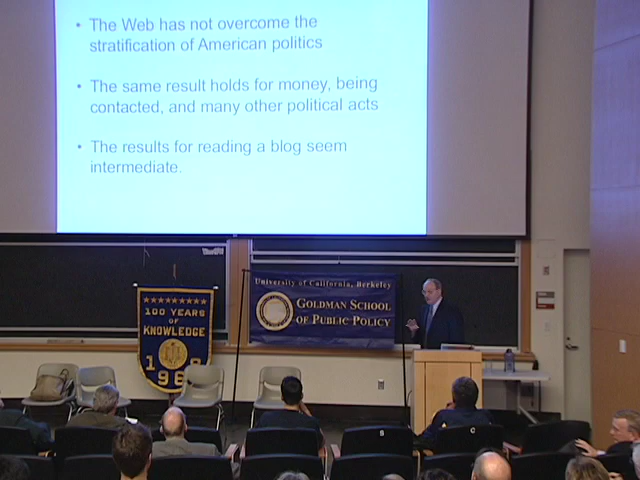 • The Web has not overcome the
stratification of American politics
• The same result holds for money, being
contacted, and many other political acts
• The results for reading a blog seem
intermediate.
University of California, Berkeley
GOLDMAN SCHOOL
OF PUBLIC POLICY
100 YEARS
OF
KNOWLEDGE
1968